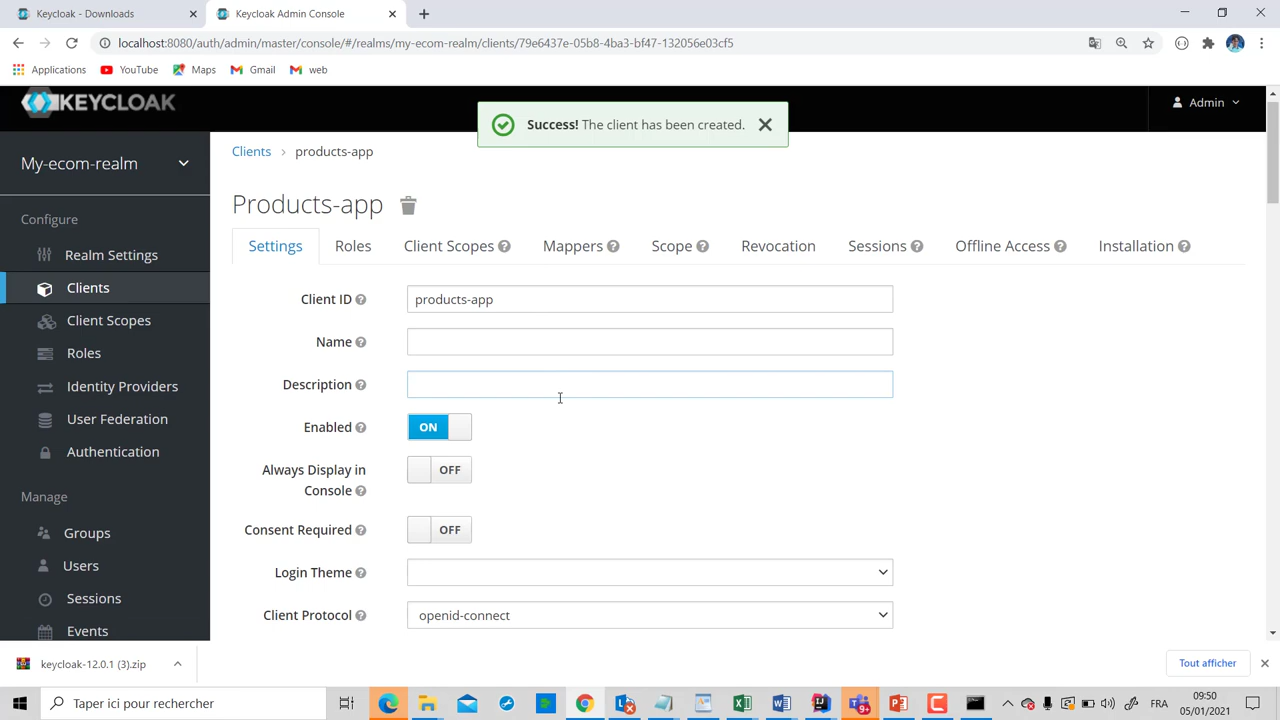 Keycloak - Downloads
Keycloak Admin Console
localhost:8080/auth/admin/master/console/#/realms/my-ecom-realm/clients/79e6437e-05b8-4ba3-bf47-132056e03cf5
Applications
YouTube
Maps
Gmail
web
KEYCLOAK
Admin
Success! The client has been created.
My-ecom-realm
Configure
Realm Settings
Clients
Client Scopes
Roles
Identity Providers
User Federation
Authentication
Manage
Groups
Users
Sessions
Events
Clients > products-app
Products-app
Settings
Roles
Client Scopes
Mappers
Scope
Revocation
Sessions
Offline Access
Installation
Client ID
products-app
Name
Description
Enabled
ON
Always Display in
Console
OFF
Consent Required
OFF
Login Theme
Client Protocol
openid-connect
keycloak-12.0.1 (3).zip
Tout afficher
Taper ici pour rechercher
FRA
09:50
05/01/2021